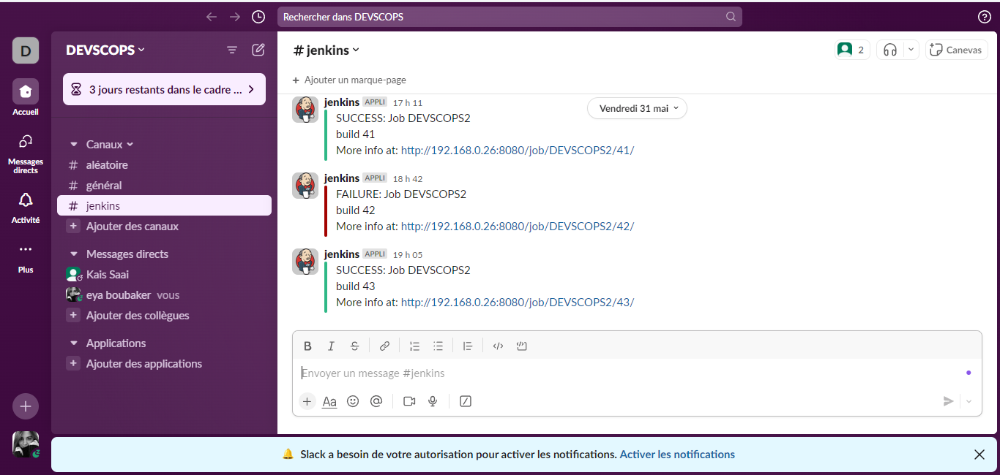 Rechercher dans DEVSCOPS
D
DEVSCOPS
3 jours restants dans le cadre ...
Accueil
Messages directs
Activité
Plus
Canaux
# aléatoire
# général
# jenkins
+ Ajouter des canaux
Messages directs
Kais Saai
eya boubaker vous
+ Ajouter des collègues
Applications
+ Ajouter des applications
# jenkins
2
Canevas
+ Ajouter un marque-page
Vendredi 31 mai
jenkins APPLI 17 h 11
SUCCESS: Job DEVSCOPS2
build 41
More info at: http://192.168.0.26:8080/job/DEVSCOPS2/41/
jenkins APPLI 18 h 42
FAILURE: Job DEVSCOPS2
build 42
More info at: http://192.168.0.26:8080/job/DEVSCOPS2/42/
jenkins APPLI 19 h 05
SUCCESS: Job DEVSCOPS2
build 43
More info at: http://192.168.0.26:8080/job/DEVSCOPS2/43/
B I S
Envoyer un message #jenkins
+ Aa @
Slack a besoin de votre autorisation pour activer les notifications. Activer les notifications